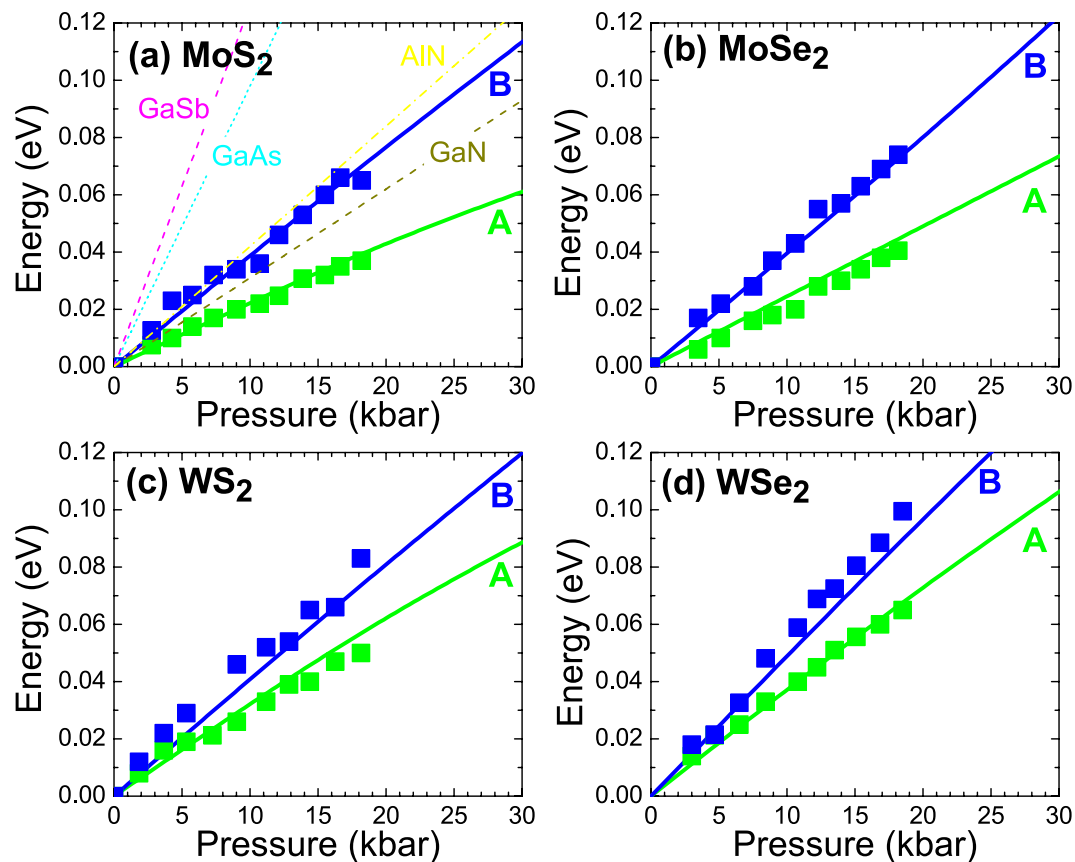 0.12
0.10
0.08
0.06
0.04
0.02
0.00
Energy (eV)
(a) MoS2
GaSb
GaAs
AlN
B
GaN
A
0 5 10 15 20 25 30
Pressure (kbar)
0.12
0.10
0.08
0.06
0.04
0.02
0.00
Energy (eV)
(b) MoSe2
B
A
0 5 10 15 20 25 30
Pressure (kbar)
0.12
0.10
0.08
0.06
0.04
0.02
0.00
Energy (eV)
(c) WS2
B
A
0 5 10 15 20 25 30
Pressure (kbar)
0.12
0.10
0.08
0.06
0.04
0.02
0.00
Energy (eV)
(d) WSe2
B
A
0 5 10 15 20 25 30
Pressure (kbar)